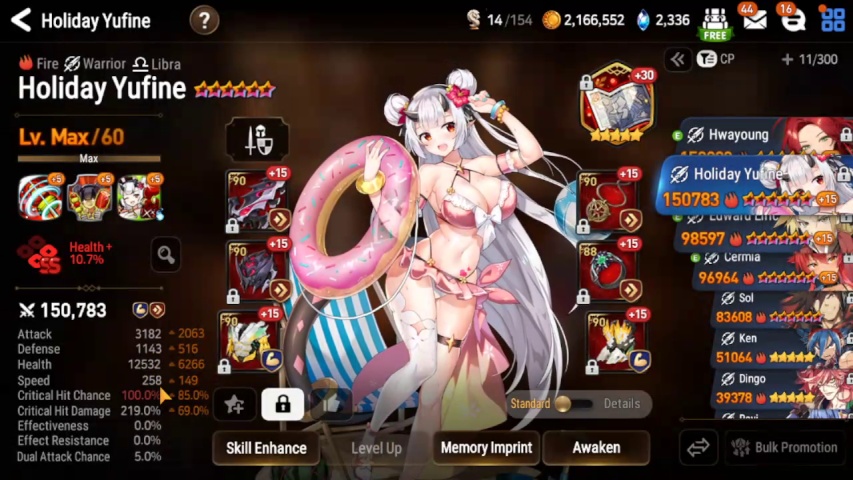 Holiday Yufine
?
14/154
2,166,552
2,336
FREE
44
16
Fire Warrior Libra
Holiday Yufine
Lv. Max/60
Max
+5
+5
+5
SS
Health+
10.7%
150,783
Attack 3182 2063
Defense 1143 516
Health 12532 6266
Speed 258 149
Critical Hit Chance 100.0% 85.0%
Critical Hit Damage 219.0% 69.0%
Effectiveness 0.0%
Effect Resistance 0.0%
Dual Attack Chance 5.0%
90 +15
90 +15
90 +15
+30
90 +15
88 +15
90 +15
Standard
Details
Skill Enhance
Level Up
Memory Imprint
Awaken
CP
+ 11/300
E Hwayoung
Holiday Yufine
150783 +15
Edward Elric
98597 +15
E Cermia
96964 +15
Sol
83608
Ken
51064
Dingo
39378
Bulk Promotion